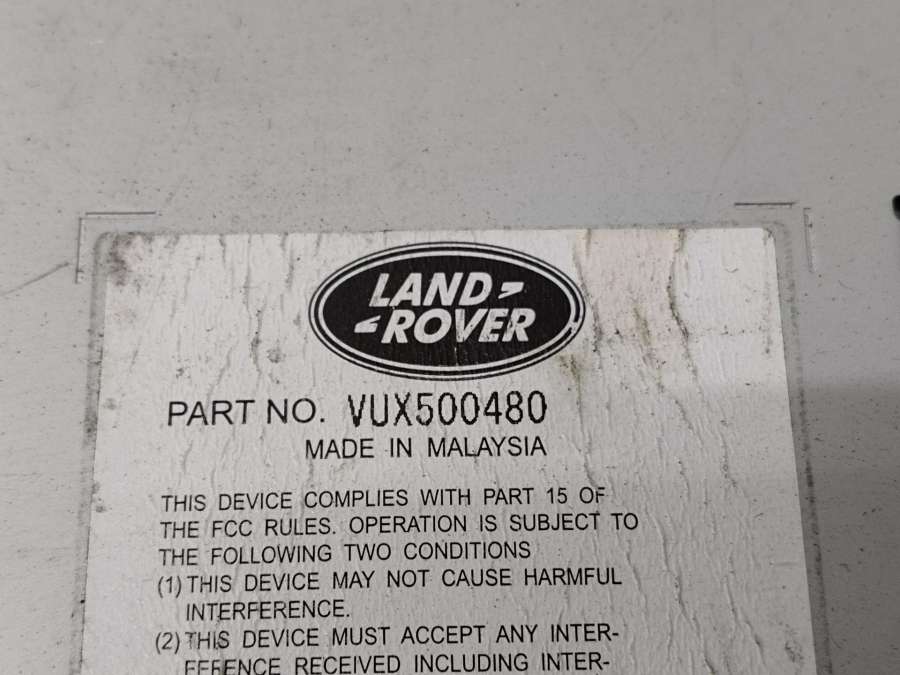 LAND
ROVER
PART NO. VUX500480
MADE IN MALAYSIA
THIS DEVICE COMPLIES WITH PART 15 OF
THE FCC RULES. OPERATION IS SUBJECT TO
THE FOLLOWING TWO CONDITIONS
(1) THIS DEVICE MAY NOT CAUSE HARMFUL
INTERFERENCE.
(2) THIS DEVICE MUST ACCEPT ANY INTER-
FERENCE RECEIVED INCLUDING INTER-